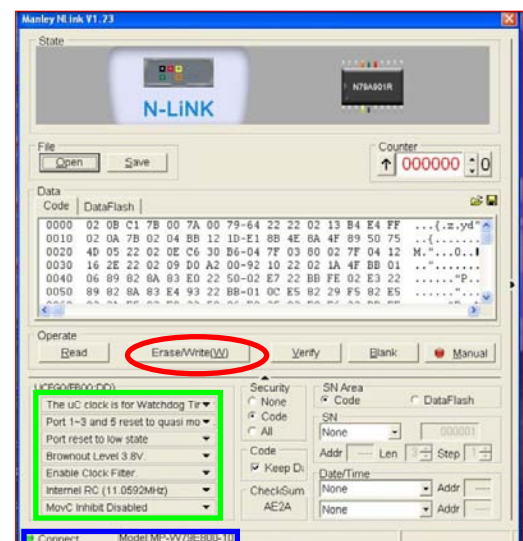 Manley NLink V1.23
State
N-LiNK
N79A901R
File
Open Save
Counter
000000 0
Data
Code DataFlash
0000 02 0B C1 7B 00 7A 00 79-64 22 22 02 13 B4 E4 FF ...{.z.yd"
0010 02 0A 7B 02 04 BB 12 1D-E1 8B 4E 8A 4F 89 50 75 ..{......
0020 4D 05 22 02 0E C6 30 B6-04 7F 03 80 02 7F 04 12 M."...0..
0030 16 2E 22 02 09 D0 A2 00-92 10 22 02 1A 4F BB 01 .."......
0040 06 89 82 8A 83 E0 22 50-02 E7 22 BB FE 02 E3 22 ......"P..
0050 89 82 8A 83 E4 93 22 BB-01 0C E5 82 29 F5 82 E5 ......"...
Operate
Read Erase/Write(W) Verify Blank Manual
The uC clock is for Watchdog Tir
Port 1~3 and 5 reset to quasi mo
Port reset to low state
Brownout Level 3.8V.
Enable Clock Filter.
Internel RC (11.0592MHz)
MovC Inhibit Disabled
Security
None
Code
All
Code
Keep Di
CheckSum
AE2A
SN Area
Code DataFlash
SN
None 000001
Addr Len 3 Step 1
Date/Time
None Addr
None Addr
Connect